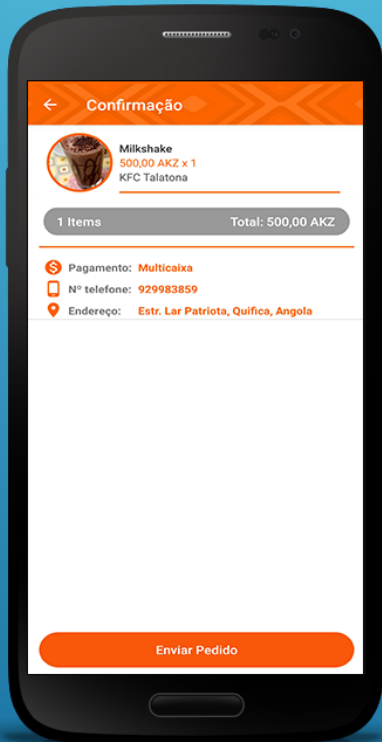 Confirmação
Milkshake
500,00 AKZ x 1
KFC Talatona
1 Items Total: 500,00 AKZ
Pagamento: Multicaixa
Nº telefone: 929983859
Endereço: Estr. Lar Patriota, Quifica, Angola
Enviar Pedido